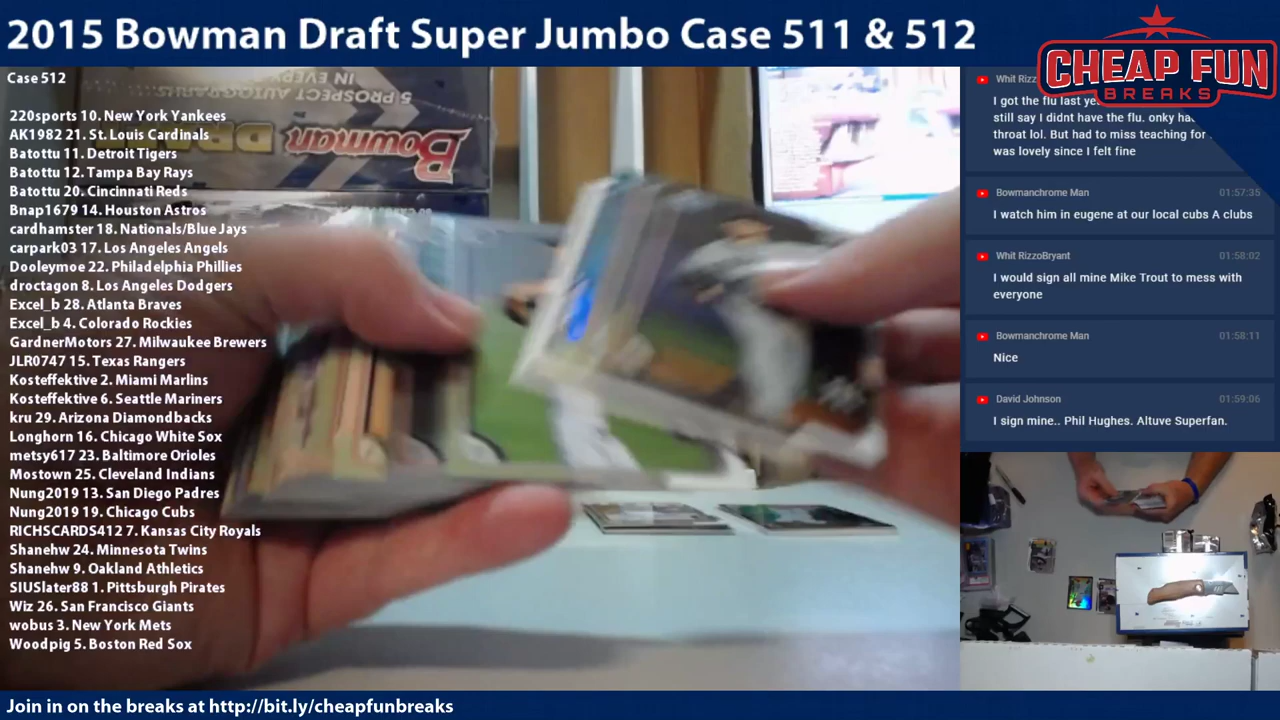 2015 Bowman Draft Super Jumbo Case 511 & 512
CHEAP FUN
BREAKS
Case 512
220sports 10. New York Yankees
AK1982 21. St. Louis Cardinals
Batottu 11. Detroit Tigers
Batottu 12. Tampa Bay Rays
Batottu 20. Cincinnati Reds
Bnap1679 14. Houston Astros
cardhamster 18. Nationals/Blue Jays
carpark03 17. Los Angeles Angels
Dooleymoe 22. Philadelphia Phillies
droctagon 8. Los Angeles Dodgers
Excel_b 28. Atlanta Braves
Excel_b 4. Colorado Rockies
GardnerMotors 27. Milwaukee Brewers
JLR0747 15. Texas Rangers
Kosteffektive 2. Miami Marlins
Kosteffektive 6. Seattle Mariners
kru 29. Arizona Diamondbacks
Longhorn 16. Chicago White Sox
metsy617 23. Baltimore Orioles
Mostown 25. Cleveland Indians
Nung2019 13. San Diego Padres
Nung2019 19. Chicago Cubs
RICHSCARDS412 7. Kansas City Royals
Shanehw 24. Minnesota Twins
Shanehw 9. Oakland Athletics
SIUSlater88 1. Pittsburgh Pirates
Wiz 26. San Francisco Giants
wobus 3. New York Mets
Woodpig 5. Boston Red Sox
IN EVERY
5 PROSPECT AUTOGRAPHS
Bowman
DRAFT
Whit Rizz
I got the flu last
still say I didnt have the flu. onky
throat lol. But had to miss teaching for
was lovely since I felt fine
Bowmanchrome Man 01:57:35
I watch him in eugene at our local cubs A clubs
Whit RizzoBryant 01:58:02
I would sign all mine Mike Trout to mess with
everyone
Bowmanchrome Man 01:58:11
Nice
David Johnson 01:59:06
I sign mine.. Phil Hughes. Altuve Superfan.
Join in on the breaks at http://bit.ly/cheapfunbreaks